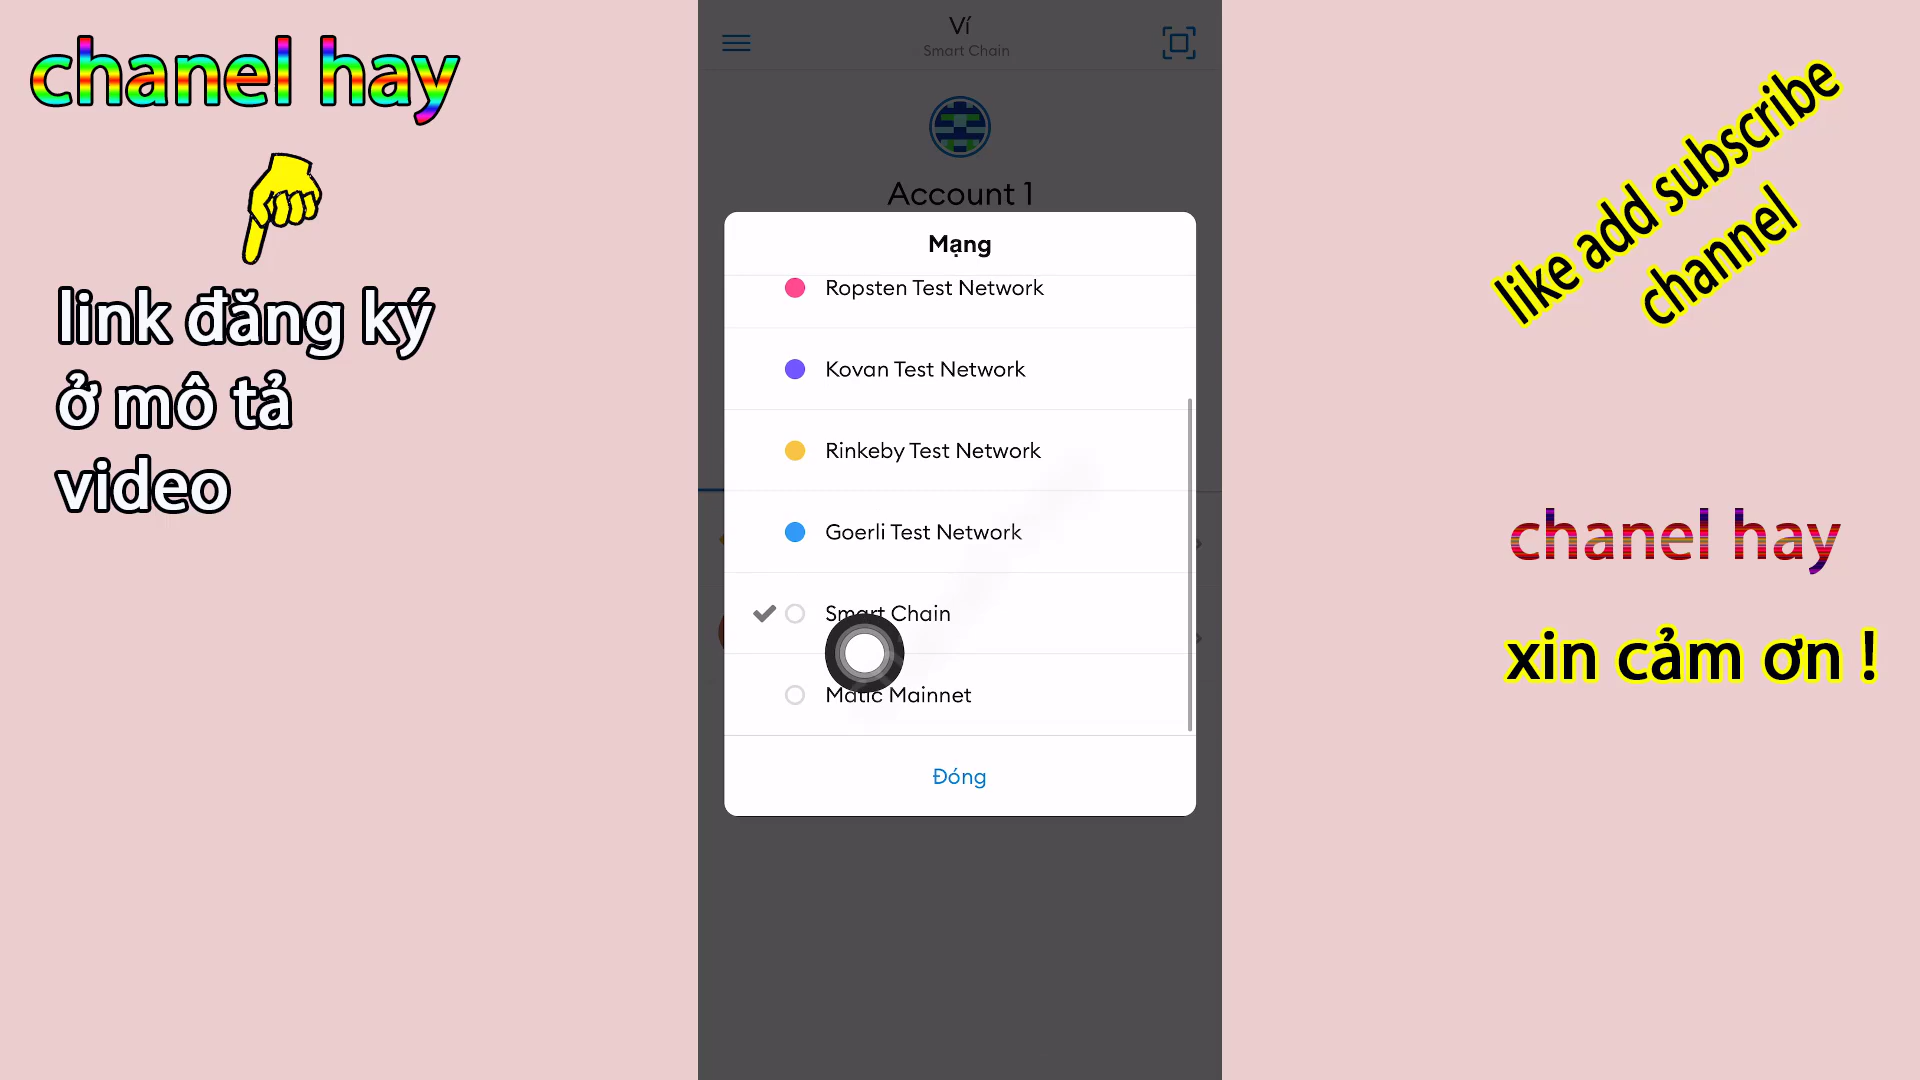 chanel hay
link đăng ký
ở mô tả
video
Ví
Smart Chain
Account 1
Mạng
Ropsten Test Network
Kovan Test Network
Rinkeby Test Network
Goerli Test Network
Smart Chain
Matic Mainnet
Đóng
like add subscribe
channel
chanel hay
xin cảm ơn !